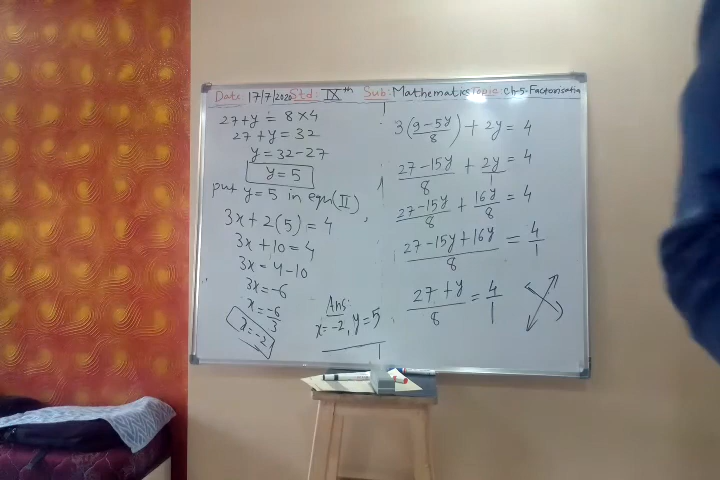 Date 17/7/2020 Std: IXth Sub: Mathematics Topic: Ch-5-Factorisatio
27+y = 8×4
27+y=32
y=32-27
y=5
put y=5 in eqn(II)
3x+2(5)=4
3x+10=4
3x=4-10
3x=-6
x=-6/3
x=-2
Ans:
x=-2, y=5
3(9-5y/8)+2y=4
27-15y/8 + 2y/1 = 4
27-15y/8 + 16y/8 = 4
27-15y+16y/8 = 4/1
27+y/8 = 4/1